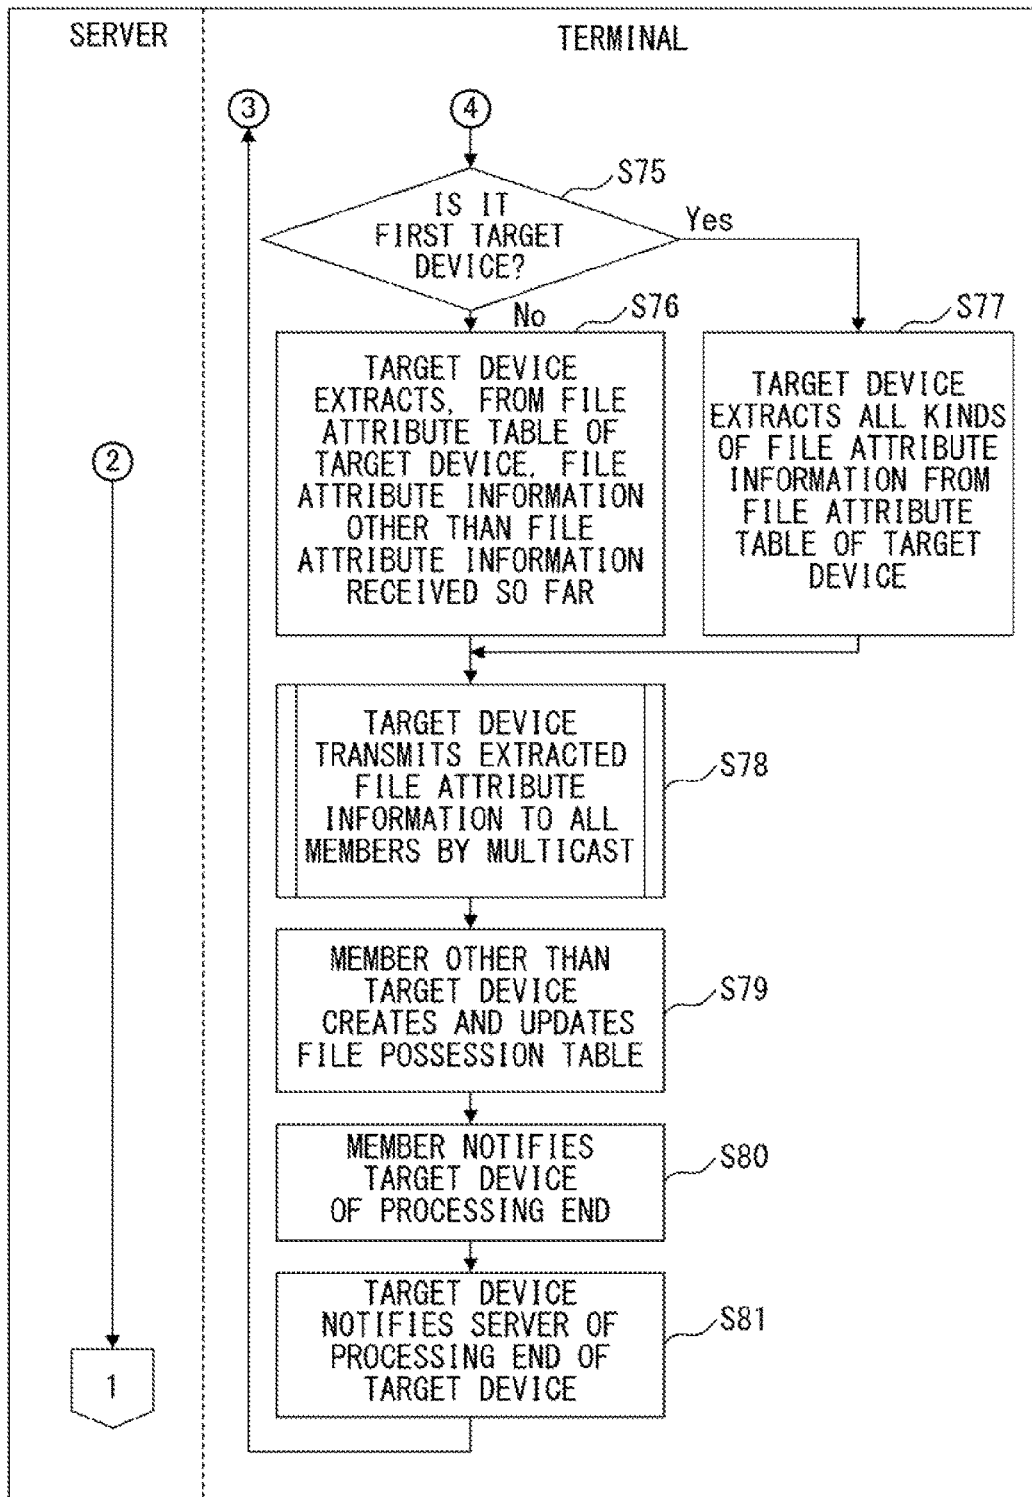 SERVER
TERMINAL
3
4
S75
IS IT
FIRST TARGET
DEVICE?
Yes
No
S76
TARGET DEVICE
EXTRACTS, FROM FILE
ATTRIBUTE TABLE OF
TARGET DEVICE, FILE
ATTRIBUTE INFORMATION
OTHER THAN FILE
ATTRIBUTE INFORMATION
RECEIVED SO FAR
S77
TARGET DEVICE
EXTRACTS ALL KINDS
OF FILE ATTRIBUTE
INFORMATION FROM
FILE ATTRIBUTE
TABLE OF TARGET
DEVICE
2
TARGET DEVICE
TRANSMITS EXTRACTED
FILE ATTRIBUTE
INFORMATION TO ALL
MEMBERS BY MULTICAST
S78
MEMBER OTHER THAN
TARGET DEVICE
CREATES AND UPDATES
FILE POSSESSION TABLE
S79
MEMBER NOTIFIES
TARGET DEVICE
OF PROCESSING END
S80
TARGET DEVICE
NOTIFIES SERVER OF
PROCESSING END OF
TARGET DEVICE
S81
1